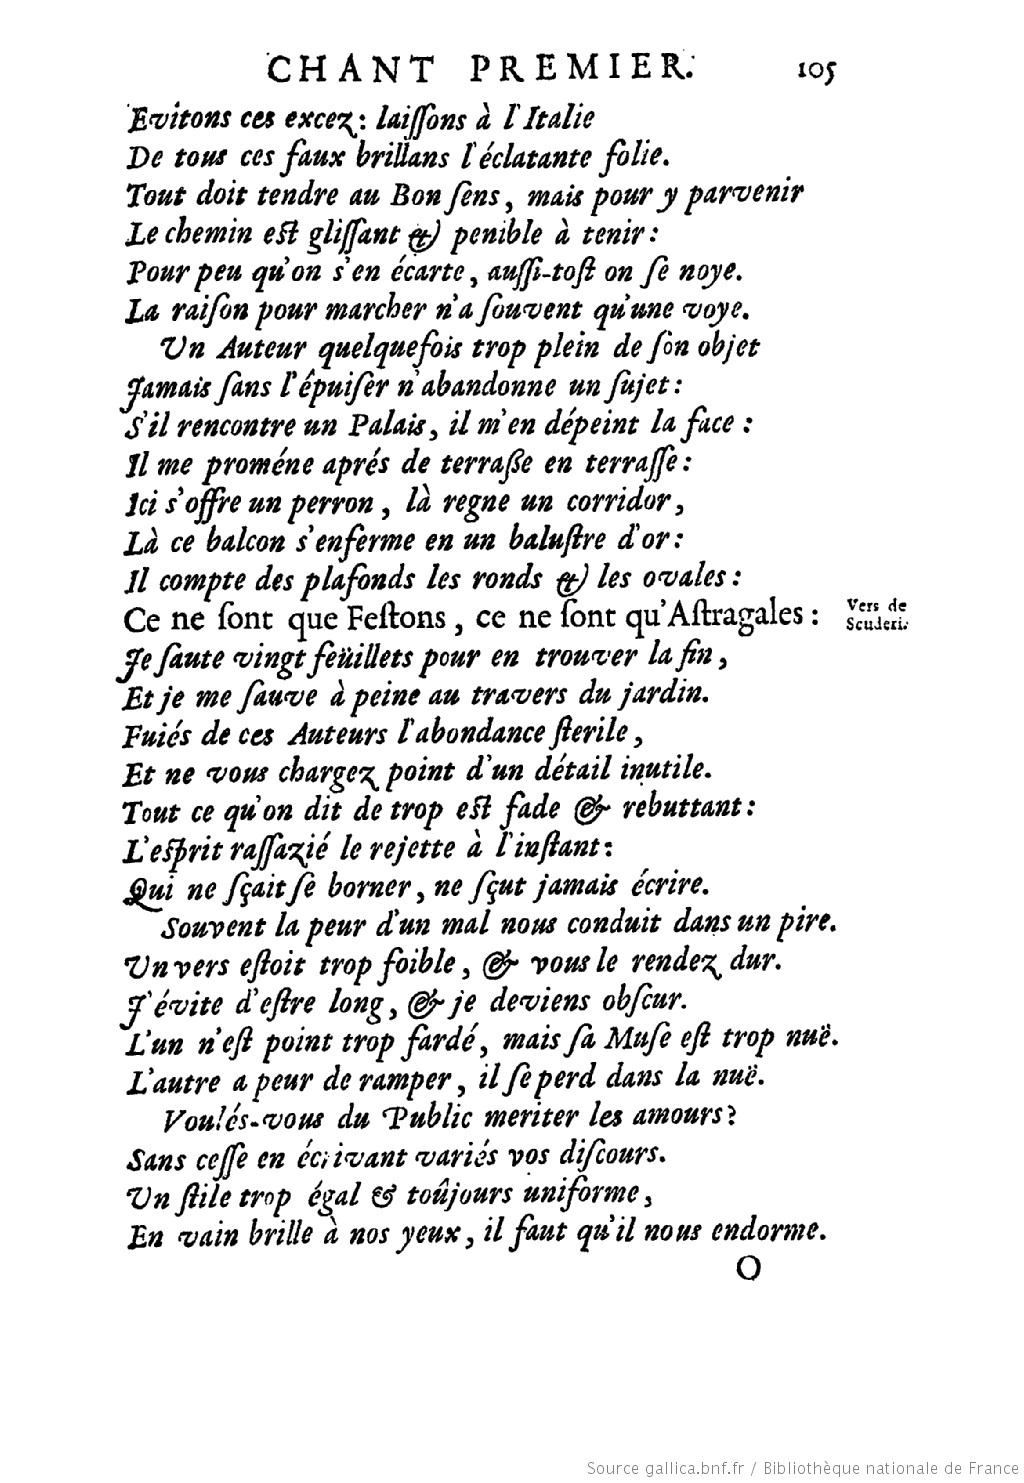 CHANT PREMIER. 105
Evitons ces excez: laiſſons à l'Italie
De tous ces faux brillans l'éclatante folie.
Tout doit tendre au Bon ſens, mais pour y parvenir
Le chemin eſt gliſſant & penible à tenir:
Pour peu qu'on s'en écarte, auſſi-toſt on ſe noye.
La raiſon pour marcher n'a ſouvent qu'une voye.
Un Auteur quelquefois trop plein de ſon objet
Jamais ſans l'épuiſer n'abandonne un ſujet:
S'il rencontre un Palais, il m'en dépeint la face:
Il me proméne aprés de terraſſe en terraſſe:
Ici s'offre un perron, là regne un corridor,
Là ce balcon s'enferme en un baluſtre d'or:
Il compte des plafonds les ronds & les ovales:
Ce ne ſont que Feſtons, ce ne ſont qu'Aſtragales: Vers de Scuderi.
Je ſaute vingt feüillets pour en trouver la fin,
Et je me ſauve à peine au travers du jardin.
Fuiés de ces Auteurs l'abondance ſterile,
Et ne vous chargez point d'un détail inutile.
Tout ce qu'on dit de trop eſt fade & rebuttant:
L'eſprit raſſazié le rejette à l'inſtant:
Qui ne ſçait ſe borner, ne ſçut jamais écrire.
Souvent la peur d'un mal nous conduit dans un pire.
Un vers eſtoit trop foible, & vous le rendez dur.
J'évite d'eſtre long, & je deviens obſcur.
L'un n'eſt point trop fardé, mais ſa Muſe eſt trop nuë.
L'autre a peur de ramper, il ſe perd dans la nuë.
Voulés-vous du Public meriter les amours?
Sans ceſſe en écrivant variés vos diſcours.
Un ſtile trop égal & toûjours uniforme,
En vain brille à nos yeux, il faut qu'il nous endorme.
O
Source gallica.bnf.fr / Bibliothèque nationale de France